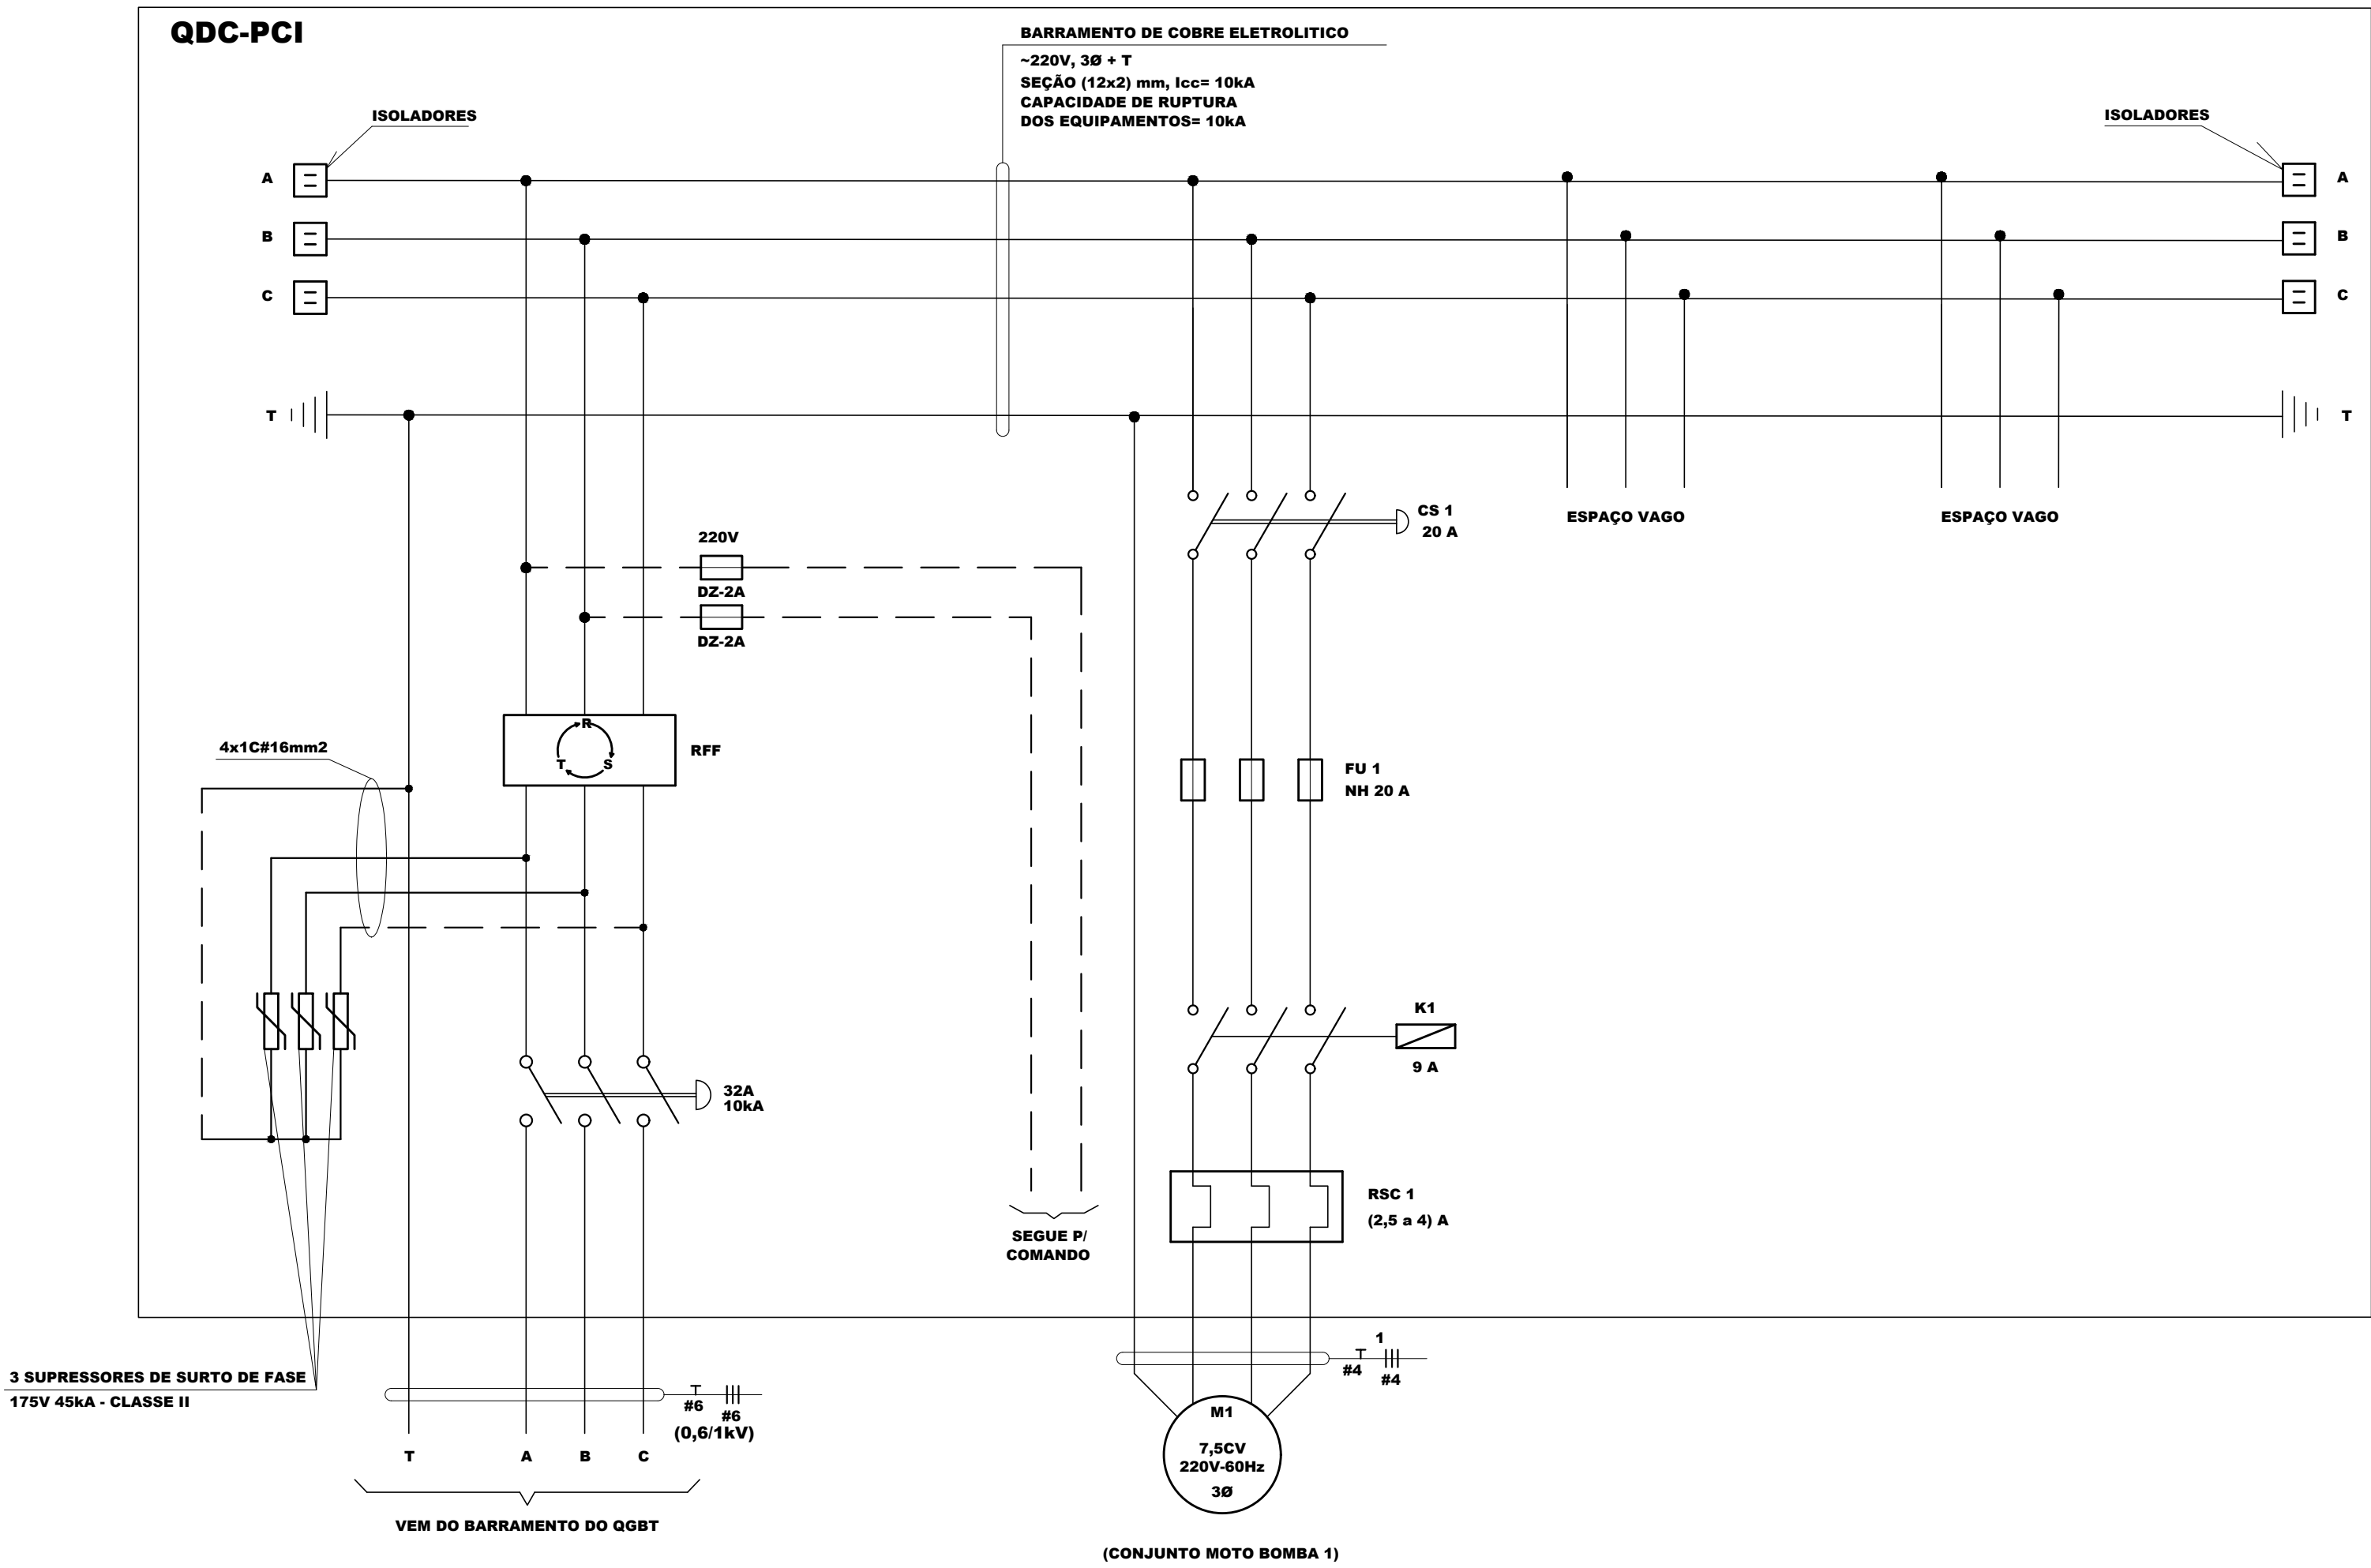 QDC-PCI
BARRAMENTO DE COBRE ELETROLITICO
~220V, 3Ø + T
SEÇÃO (12x2) mm, Icc= 10kA
CAPACIDADE DE RUPTURA
DOS EQUIPAMENTOS= 10kA
ISOLADORES
ISOLADORES
A
A
B
B
C
C
T
T
CS 1
20 A
ESPAÇO VAGO
ESPAÇO VAGO
220V
DZ-2A
DZ-2A
R
T
S
RFF
4x1C#16mm2
FU 1
NH 20 A
K1
9 A
32A
10kA
RSC 1
(2,5 a 4) A
SEGUE P/
COMANDO
3 SUPRESSORES DE SURTO DE FASE
175V 45kA - CLASSE II
T
#6
#6
(0,6/1kV)
1
T
#4
#4
T
A
B
C
VEM DO BARRAMENTO DO QGBT
M1
7,5CV
220V-60Hz
3Ø
(CONJUNTO MOTO BOMBA 1)